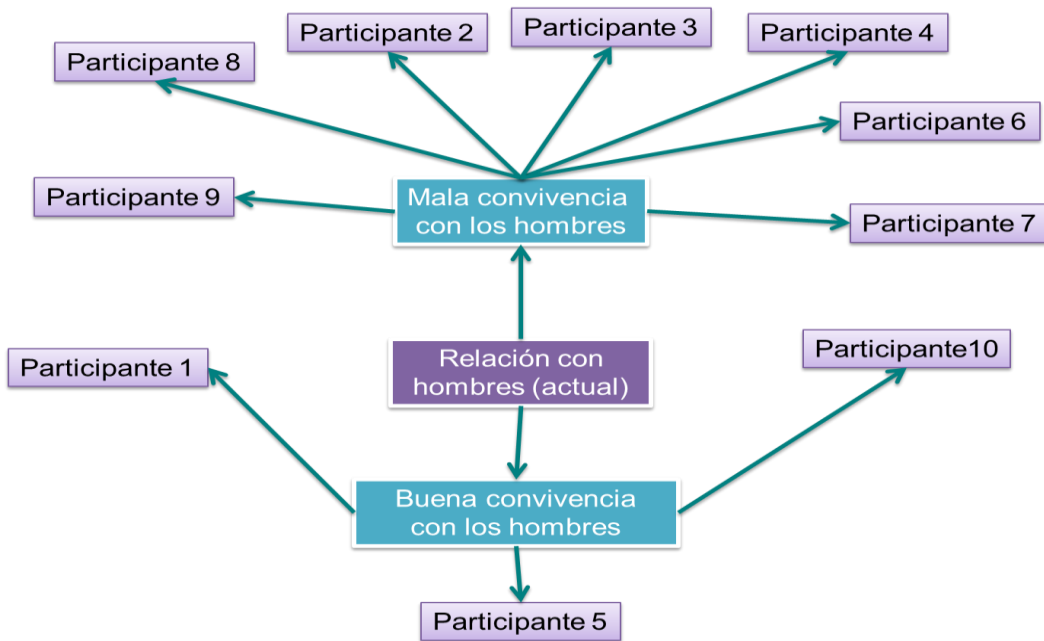 Participante 2
Participante 3
Participante 4
Participante 8
Participante 6
Participante 9
Mala convivencia
con los hombres
Participante 7
Participante 1
Relación con
hombres (actual)
Participante10
Buena convivencia
con los hombres
Participante 5